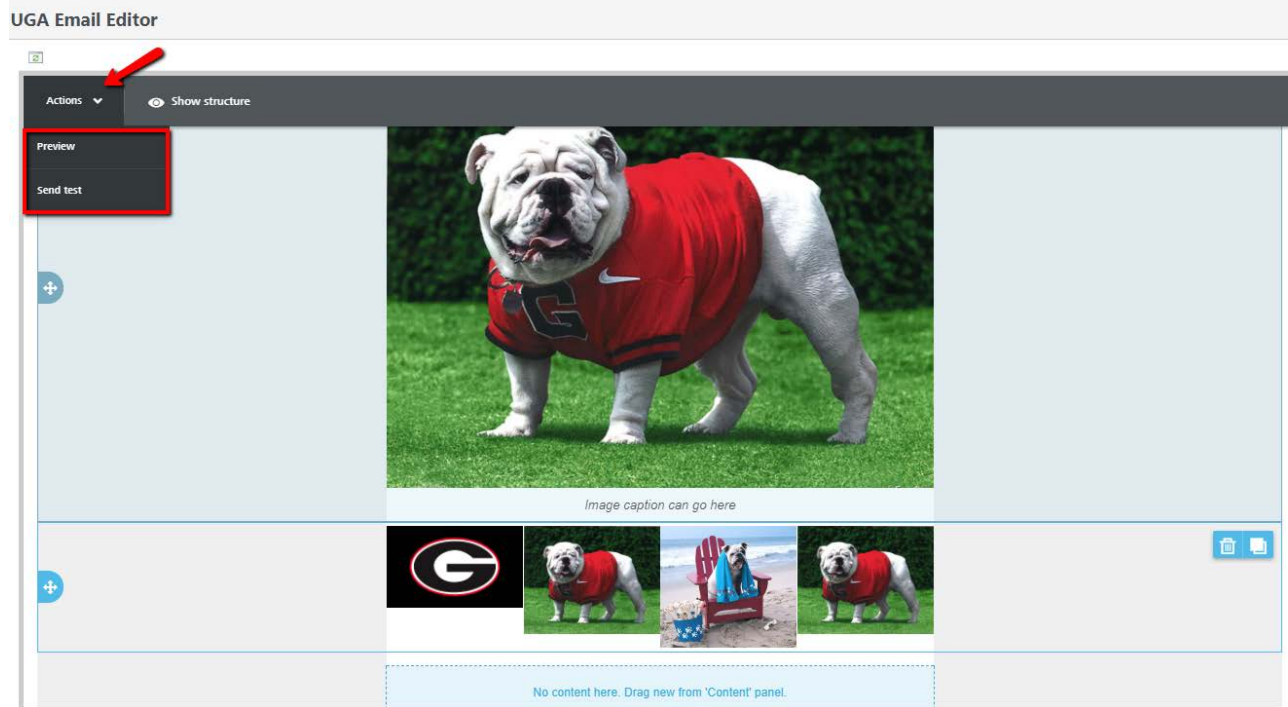 UGA Email Editor
Actions
Show structure
Preview
Send test
G
Image caption can go here
G
No content here. Drag new from 'Content' panel.